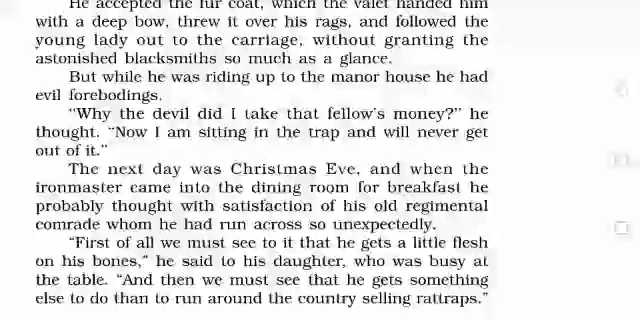 He accepted the fur coat, which the valet handed him
with a deep bow, threw it over his rags, and followed the
young lady out to the carriage, without granting the
astonished blacksmiths so much as a glance.
But while he was riding up to the manor house he had
evil forebodings.
"Why the devil did I take that fellow's money?" he
thought. "Now I am sitting in the trap and will never get
out of it."
The next day was Christmas Eve, and when the
ironmaster came into the dining room for breakfast he
probably thought with satisfaction of his old regimental
comrade whom he had run across so unexpectedly.
"First of all we must see to it that he gets a little flesh
on his bones," he said to his daughter, who was busy at
the table. "And then we must see that he gets something
else to do than to run around the country selling rattraps."